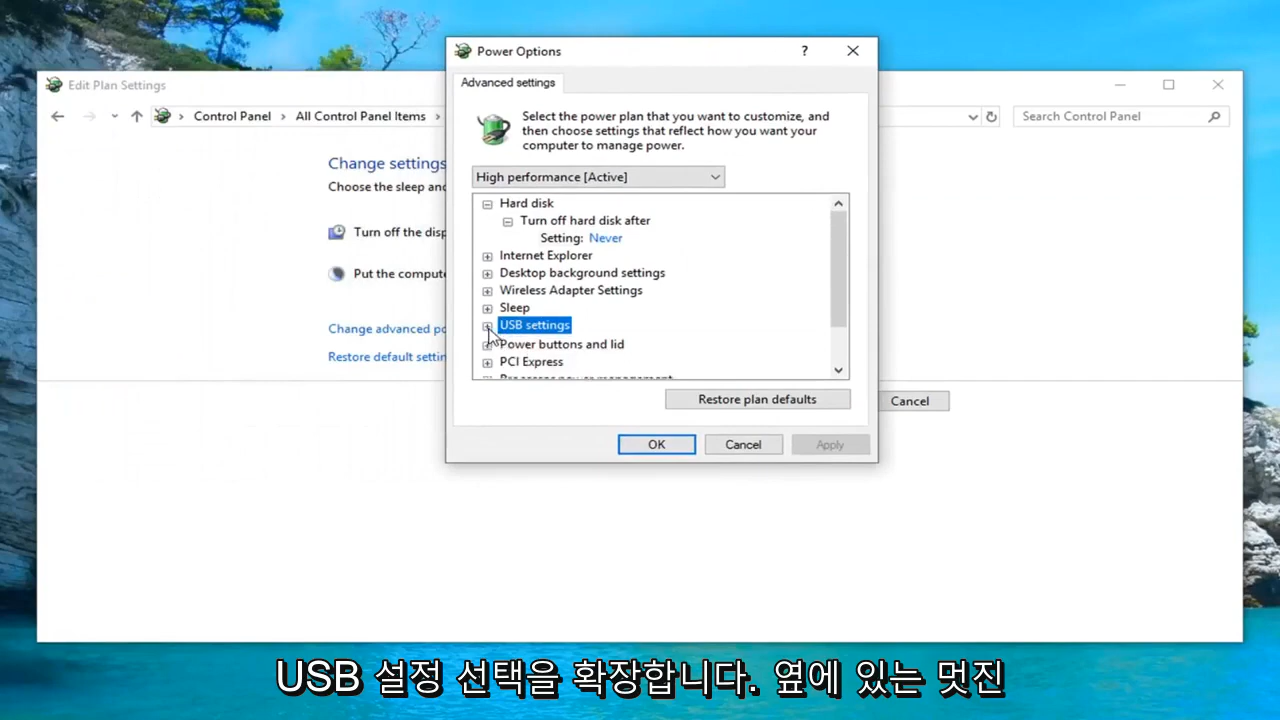 Edit Plan Settings
Control Panel
All Control Panel Items
Search Control Panel
Change settings
Choose the sleep
Turn off the
Put the
Change advanced
Restore default
Cancel
Power Options
?
Advanced settings
Select the power plan that you want to customize, and
then choose settings that reflect how you want your
computer to manage power.
High performance [Active]
Hard disk
Turn off hard disk after
Setting: Never
Internet Explorer
Desktop background settings
Wireless Adapter Settings
Sleep
USB settings
Power buttons and lid
PCI Express
Processor power management
Restore plan defaults
OK
Cancel
Apply
USB 설정 선택을 확장합니다. 옆에 있는 멋진